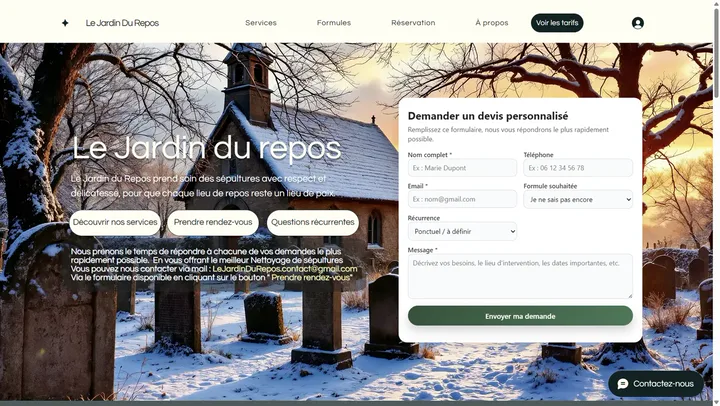 Le Jardin Du Repos
Services
Formules
Réservation
À propos
Voir les tarifs
Le Jardin du repos
Le Jardin du Repos prend soin des sépultures avec respect et
délicatesse, pour que chaque lieu de repos reste un lieu de paix.
Découvrir nos services
Prendre rendez-vous
Questions récurrentes
Nous prenons le temps de répondre à chacune de vos demandes le plus
rapidement possible. En vous offrant le meilleur Nettoyage de sépultures
Vous pouvez nous contacter via mail : LeJardinDuRepos.contact@gmail.com
Via le formulaire disponible en cliquant sur le bouton " Prendre rendez-vous"
Demander un devis personnalisé
Remplissez ce formulaire, nous vous répondrons le plus rapidement
possible.
Nom complet *
Téléphone
Ex : Marie Dupont
Ex : 06 12 34 56 78
Email *
Formule souhaitée
Ex : nom@gmail.com
Je ne sais pas encore
Récurrence
Ponctuel / à définir
Message *
Décrivez vos besoins, le lieu d'intervention, les dates importantes, etc.
Envoyer ma demande
Contactez-nous